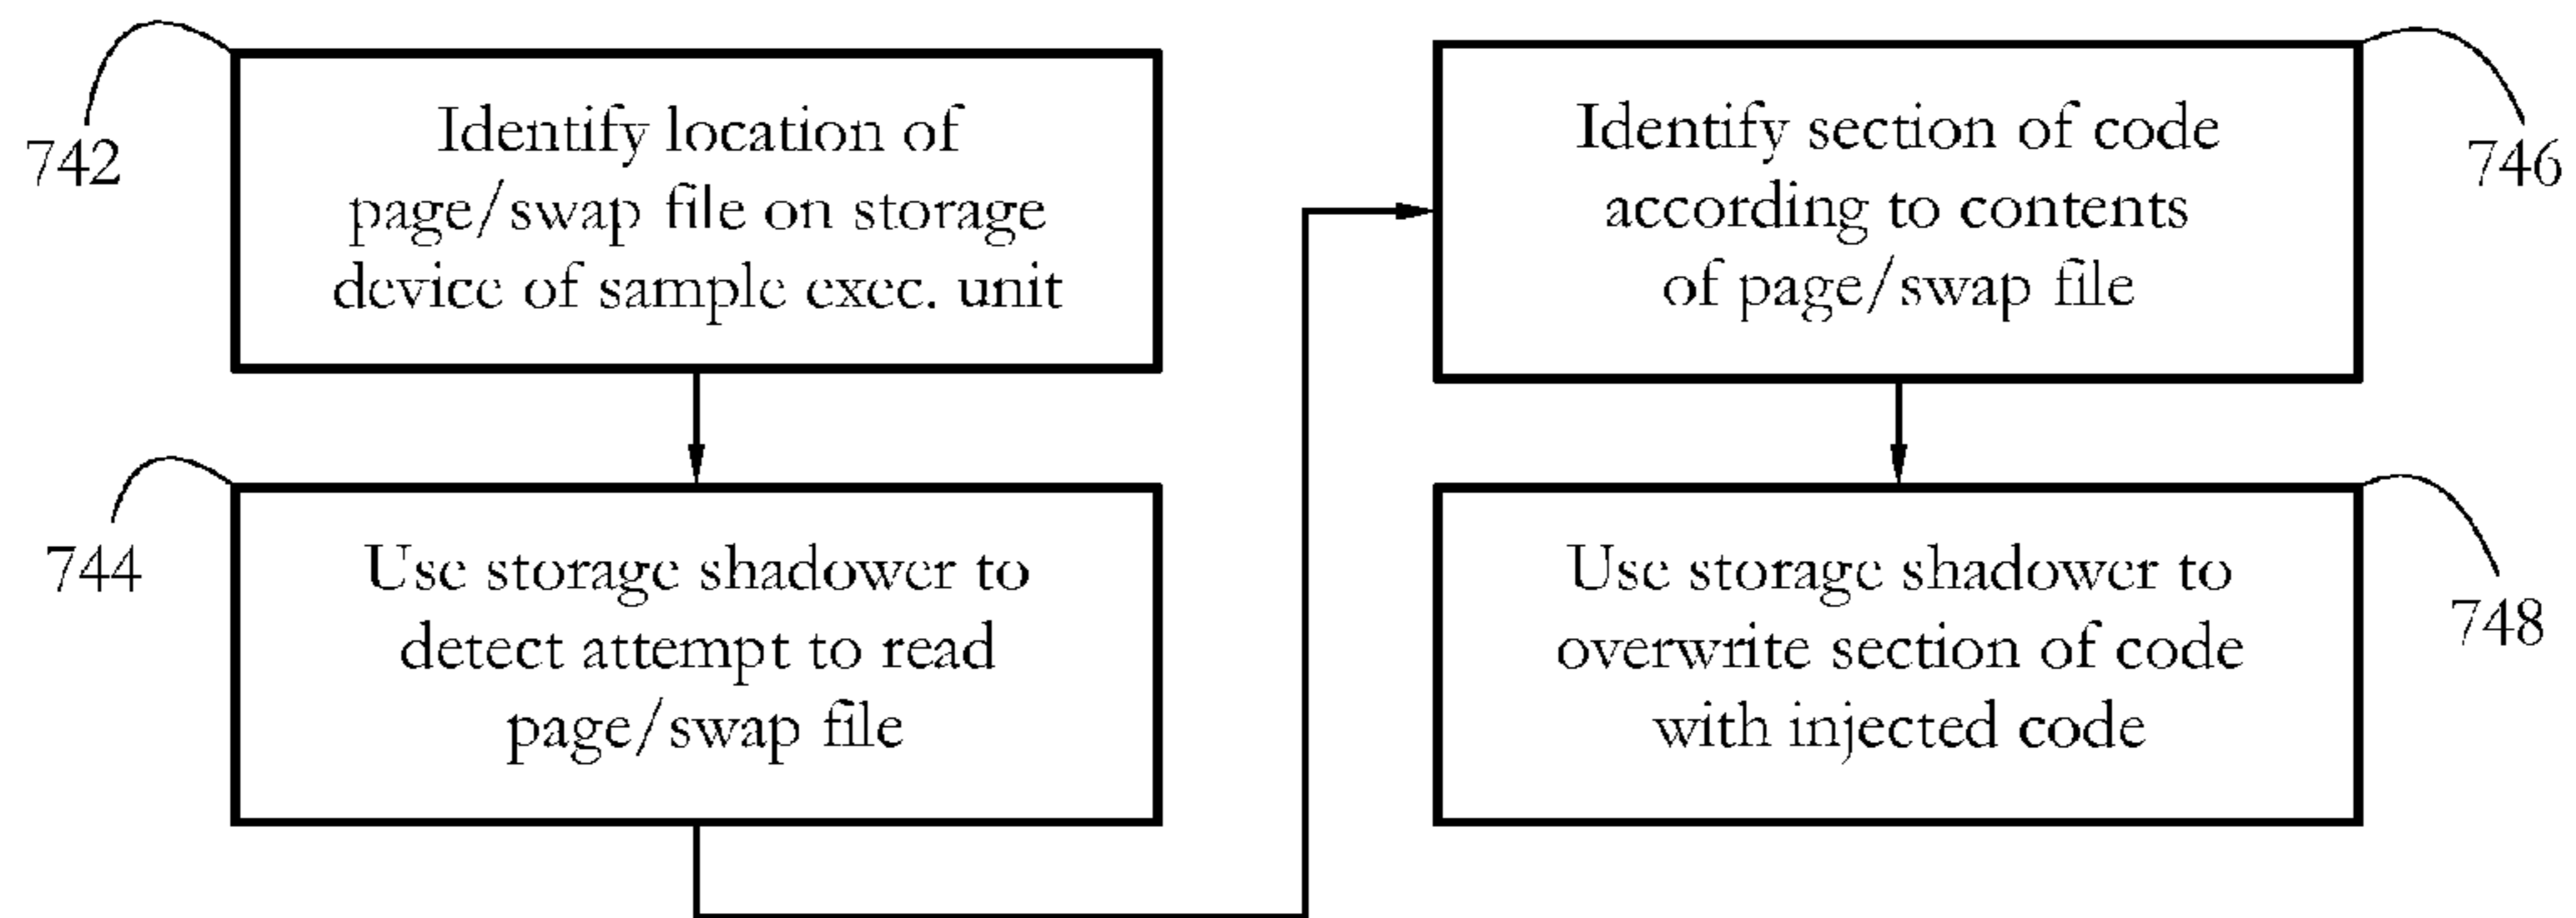 742
Identify location of
page/swap file on storage
device of sample exec. unit
744
Use storage shadower to
detect attempt to read
page/swap file
746
Identify section of code
according to contents
of page/swap file
748
Use storage shadower to
overwrite section of code
with injected code